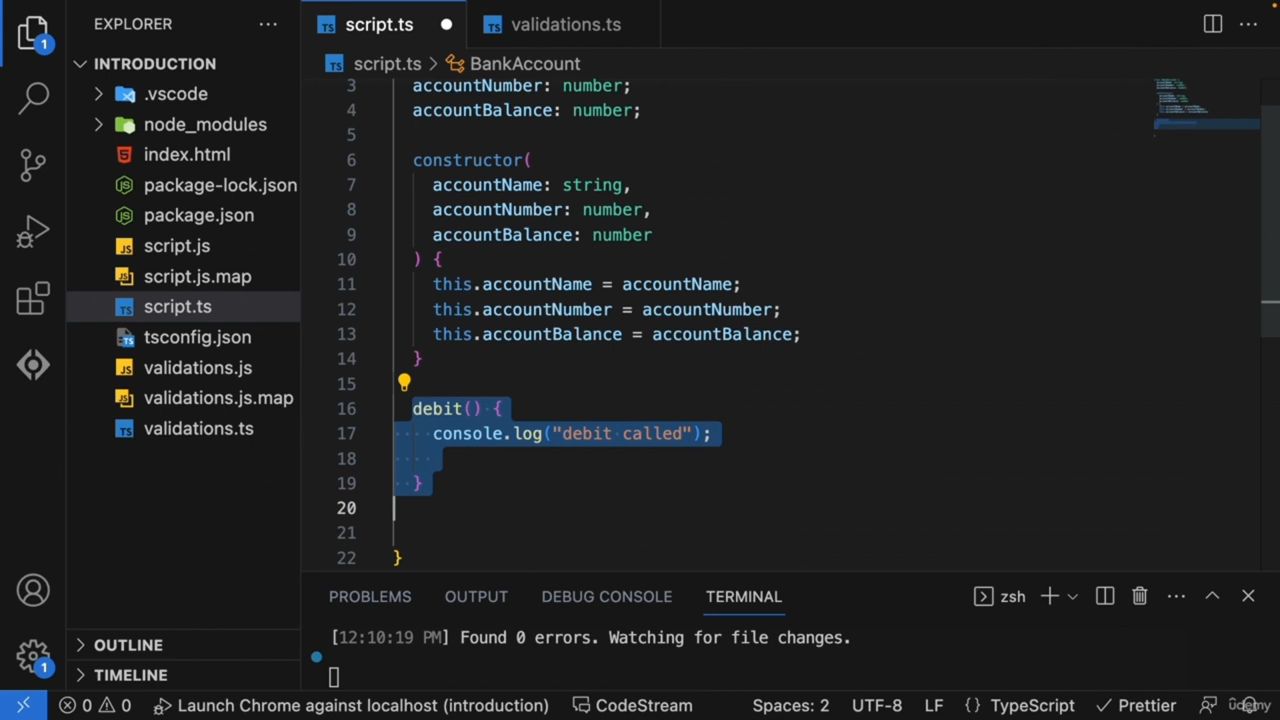 EXPLORER
script.ts
validations.ts
1
INTRODUCTION
script.ts > BankAccount
.vscode
node_modules
index.html
package-lock.json
package.json
script.js
script.js.map
script.ts
tsconfig.json
validations.js
validations.js.map
validations.ts
3 accountNumber: number;
4 accountBalance: number;
5
6 constructor(
7 accountName: string,
8 accountNumber: number,
9 accountBalance: number
10 ) {
11 this.accountName = accountName;
12 this.accountNumber = accountNumber;
13 this.accountBalance = accountBalance;
14 }
15
16 debit() {
17 console.log("debit called");
18
19 }
20
21
22 }
PROBLEMS OUTPUT DEBUG CONSOLE TERMINAL zsh
[12:10:19 PM] Found 0 errors. Watching for file changes.
OUTLINE
TIMELINE
1
0 0 Launch Chrome against localhost (introduction) CodeStream Spaces: 2 UTF-8 LF {} TypeScript Prettier
udemy